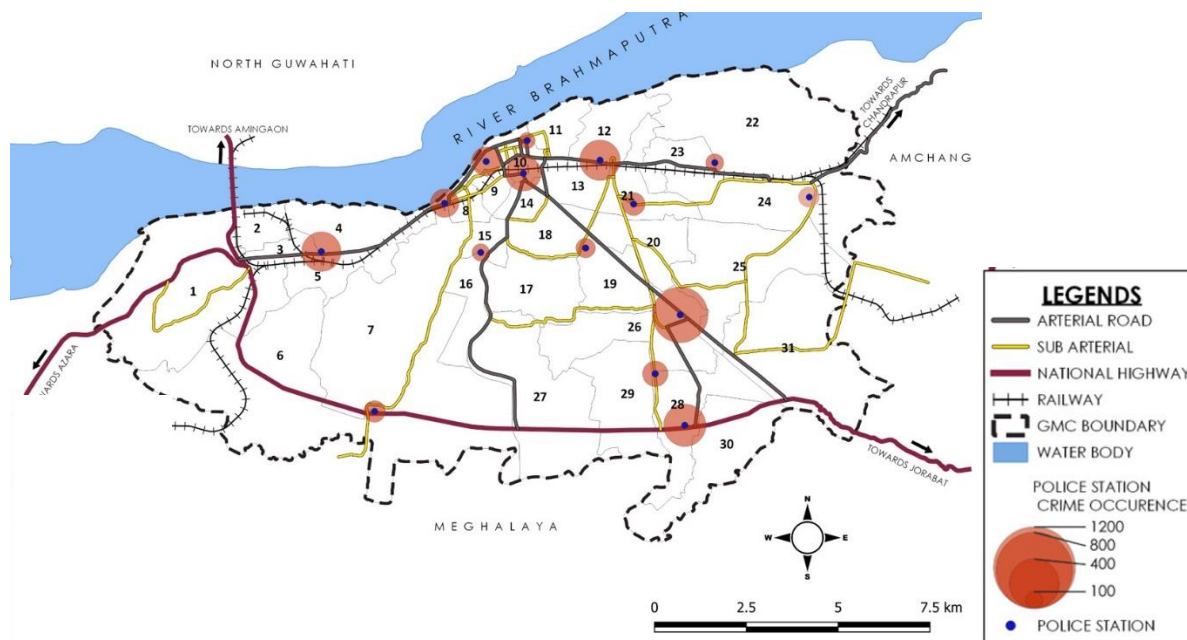 NORTH GUWAHATI
RIVER BRAHMAPUTRA
TOWARDS AMINGAON
TOWARDS CHANDRAPUR
AMCHANG
22
11
12
23
10
9
13
24
21
8
14
2
4
3
5
15
18
20
1
16
17
19
25
7
26
6
31
27
29
28
30
WARDS AZARA
TOWARDS JORABAT
MEGHALAYA
N
W E
S
0 2.5 5 7.5 km
LEGENDS
ARTERIAL ROAD
SUB ARTERIAL
NATIONAL HIGHWAY
RAILWAY
GMC BOUNDARY
WATER BODY
POLICE STATION
CRIME OCCURENCE
1200
800
400
100
POLICE STATION